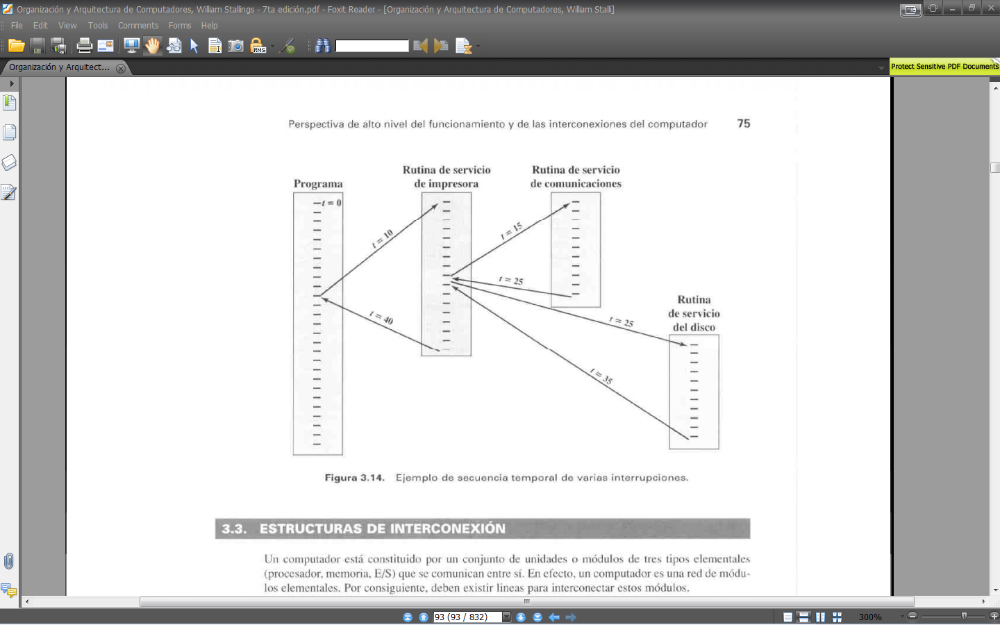 Organización y Arquitectura de Computadores, William Stallings - 7ta edición.pdf - Foxit Reader - [Organización y Arquitectura de Computadores, William Stalli]
File Edit View Tools Comments Forms Help
RMS
Organización y Arquitect...
Protect Sensitive PDF Documents
Perspectiva de alto nivel del funcionamiento y de las interconexiones del computador 75
Programa
Rutina de servicio
de impresora
Rutina de servicio
de comunicaciones
t = 0
t = 10
t = 15
t = 25
t = 40
t = 25
t = 35
Rutina
de servicio
del disco
Figura 3.14. Ejemplo de secuencia temporal de varias interrupciones.
3.3. ESTRUCTURAS DE INTERCONEXIÓN
Un computador está constituido por un conjunto de unidades o módulos de tres tipos elementales
(procesador, memoria, E/S) que se comunican entre sí. En efecto, un computador es una red de módu-
los elementales. Por consiguiente, deben existir líneas para interconectar estos módulos.
93 (93 / 832)
300%